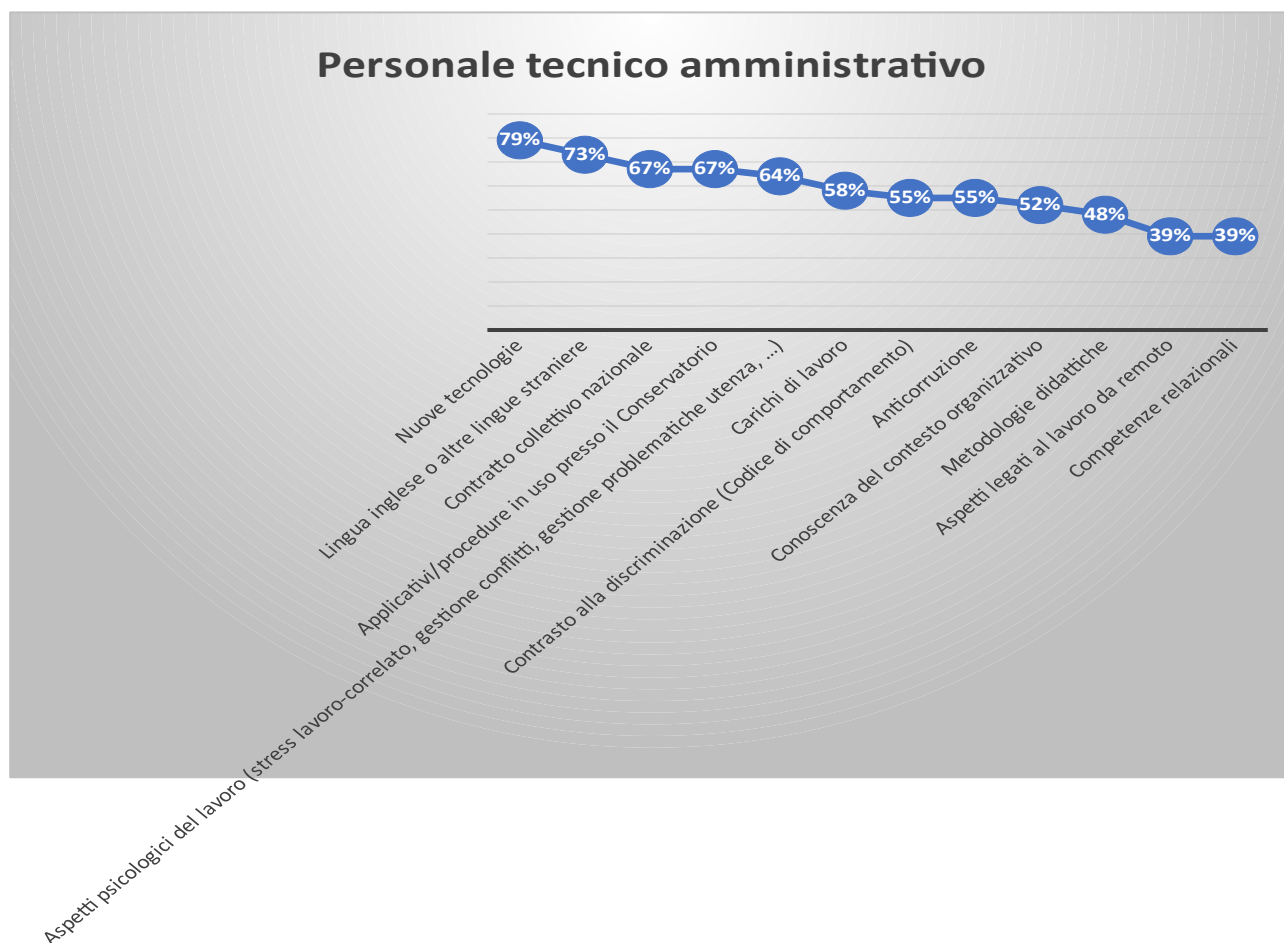 Personale tecnico amministrativo
79%
73%
67%
67%
64%
58%
55%
55%
52%
48%
39%
39%
Nuove tecnologie
Lingua inglese o altre lingue straniere
Contratto collettivo nazionale
Applicativi/procedure in uso presso il Conservatorio
Aspetti psicologici del lavoro (stress lavoro-correlato, gestione conflitti, gestione problematiche utenza, ...)
Carichi di lavoro
Contrasto alla discriminazione (Codice di comportamento)
Anticorruzione
Conoscenza del contesto organizzativo
Metodologie didattiche
Aspetti legati al lavoro da remoto
Competenze relazionali